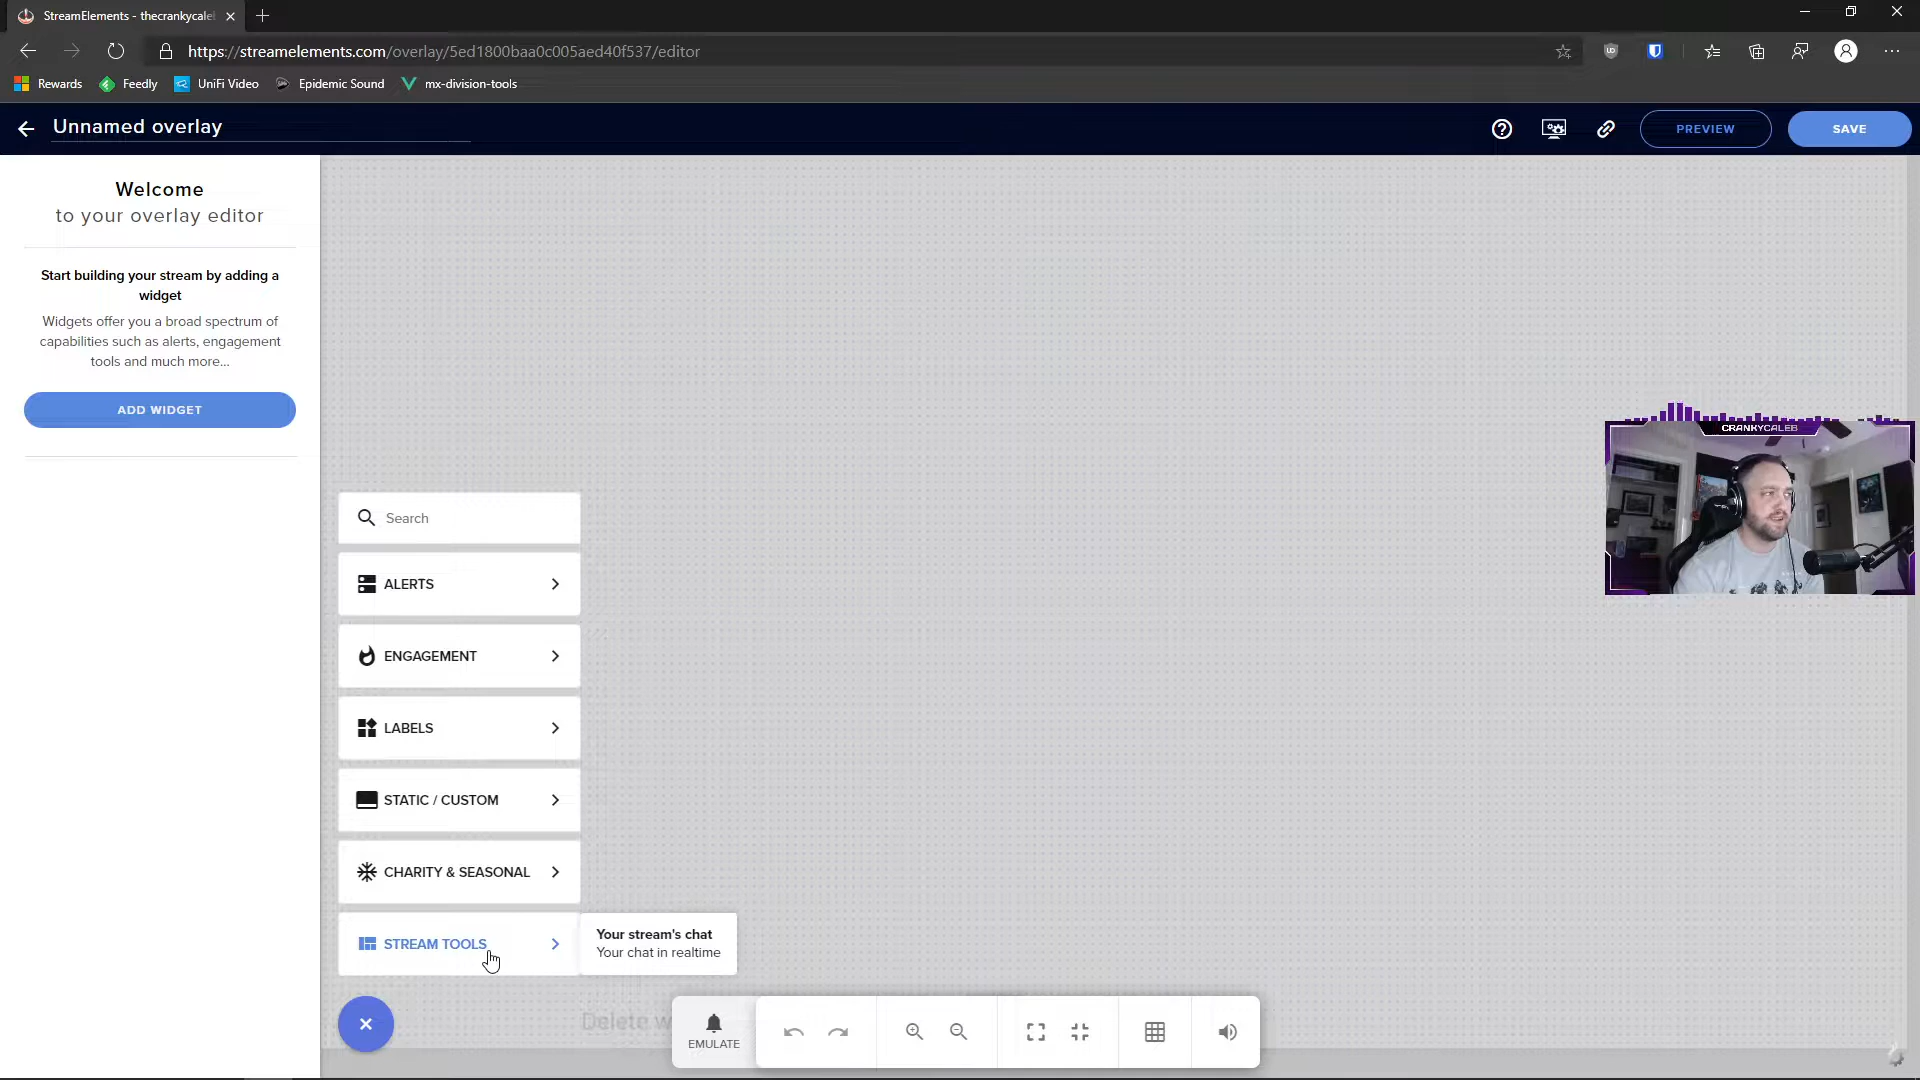 StreamElements - thecrankycale
https://streamelements.com/overlay/5ed1800baa0c005aed40f537/editor
Rewards
Feedly
UniFi Video
Epidemic Sound
mx-division-tools
Unnamed overlay
PREVIEW
SAVE
Welcome
to your overlay editor
Start building your stream by adding a
widget
Widgets offer you a broad spectrum of
capabilities such as alerts, engagement
tools and much more...
ADD WIDGET
Search
ALERTS
ENGAGEMENT
LABELS
STATIC / CUSTOM
CHARITY & SEASONAL
STREAM TOOLS
Your stream's chat
Your chat in realtime
CRANKYCALEB
Delete w
EMULATE